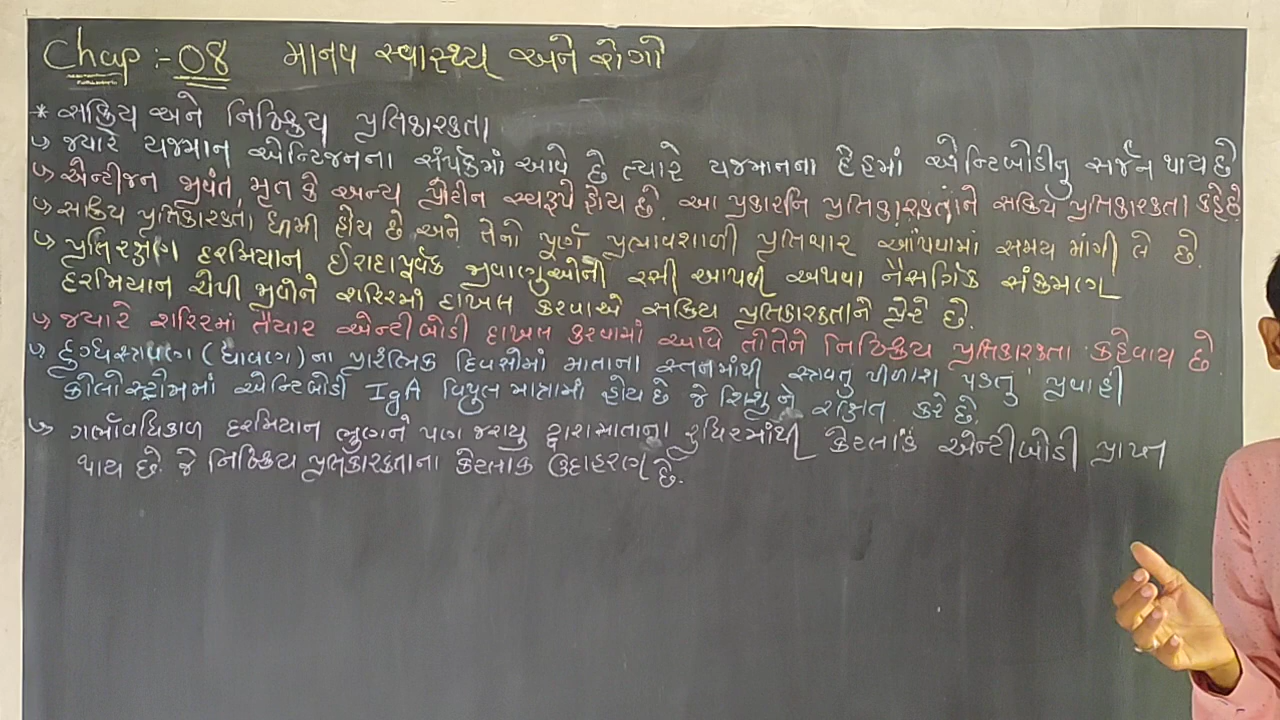 Chap :- 08 માનવ સ્વાસ્થ્ય અને રોગો
* સક્રિય અને નિષ્ક્રિય પ્રતિકારકતા
↳ જ્યારે યજમાન એન્ટિજનના સંપર્કમાં આવે છે ત્યારે યજમાનના દેહમાં એન્ટિબોડીનુ સર્જન થાય છે
↳ એન્ટીજન જીવંત, મૃત કે અન્ય પ્રોટીન સ્વરૂપે હોય છે. આ પ્રકારનિ પ્રતિકારકતાને સક્રિય પ્રતિકારકતા કહેછે
↳ સક્રિય પ્રતિકારકતા ધીમી હોય છે અને તેનો પૂર્ણ પ્રભાવશાળી પ્રતિચાર આપવામાં સમય માંગી લે છે.
↳ પ્રતિરક્ષણ દરમિયાન ઈરાદાપૂર્વક જીવાણુઓની રસી આપવી અથવા નૈસર્ગિક સંક્રમણ
દરમિયાન ચેપી જીવોને શરિરમાં દાખલ કરવાએ સક્રિય પ્રતિકારકતાને પ્રેરે છે.
↳ જ્યારે શરિરમાં તૈયાર એન્ટીબોડી દાખલ કરવામાં આવે તો તેને નિષ્ક્રિય પ્રતિકારકતા કહેવાય છે.
↳ દુગ્ધસ્ત્રવણ (ધાવણ) ના પ્રારંભિક દિવસોમાં માતાના સ્તનમાંથી સ્ત્રવતુ પીળાશ પડતું પ્રવાહી
કોલોસ્ટ્રોમમાં એન્ટિબોડી IgA વિપુલ માત્રામાં હોય છે જે શિશુને રક્ષિત કરે છે.
↳ ગર્ભાવધિકાળ દરમિયાન ભ્રુણને પણ જરાયુ દ્વારા માતાના રુધિરમાંથી કેટલાક એન્ટીબોડી પ્રાપ્ત
થાય છે. જે નિષ્ક્રિય પ્રતિકારકતાના કેટલાક ઉદાહરણ છે.